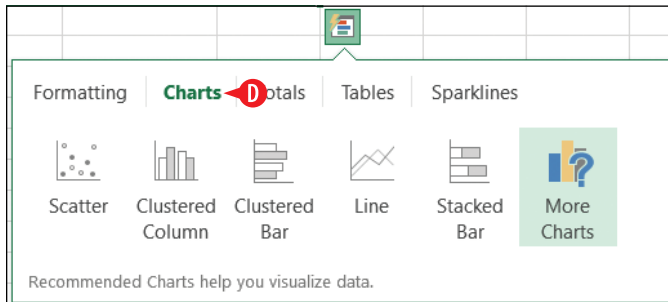 Formatting Charts D otals Tables Sparklines
Scatter Clustered Column Clustered Bar Line Stacked Bar More Charts
Recommended Charts help you visualize data.